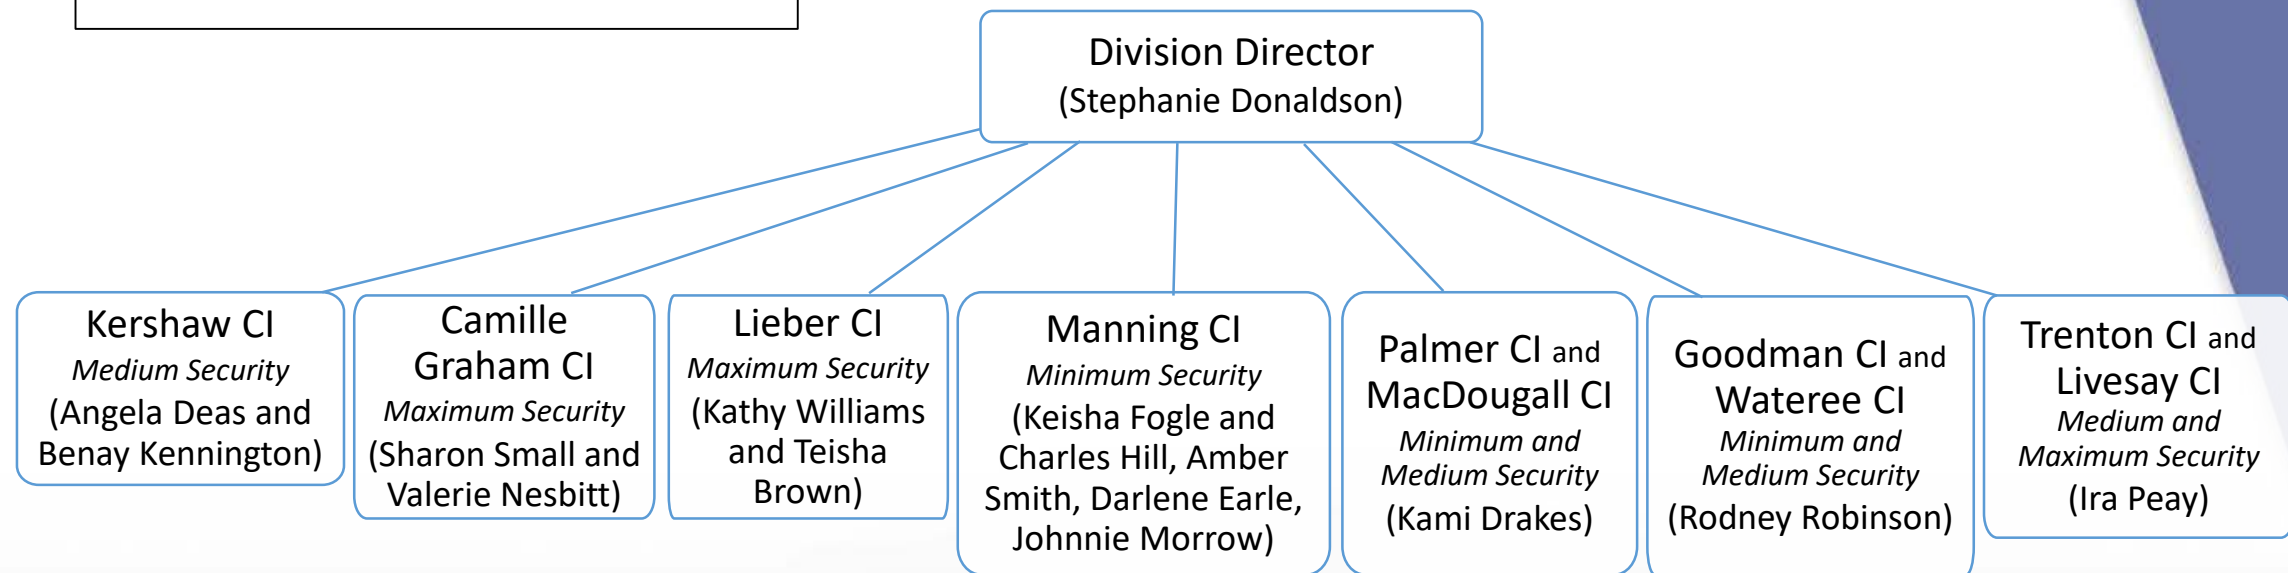 Division Director
(Stephanie Donaldson)
Kershaw CI
Medium Security
(Angela Deas and
Benay Kennington)
Camille
Graham CI
Maximum Security
(Sharon Small and
Valerie Nesbitt)
Lieber CI
Maximum Security
(Kathy Williams
and Teisha
Brown)
Manning CI
Minimum Security
(Keisha Fogle and
Charles Hill, Amber
Smith, Darlene Earle,
Johnnie Morrow)
Palmer CI and
MacDougall CI
Minimum and
Medium Security
(Kami Drakes)
Goodman CI and
Wateree CI
Minimum and
Medium Security
(Rodney Robinson)
Trenton CI and
Livesay CI
Medium and
Maximum Security
(Ira Peay)